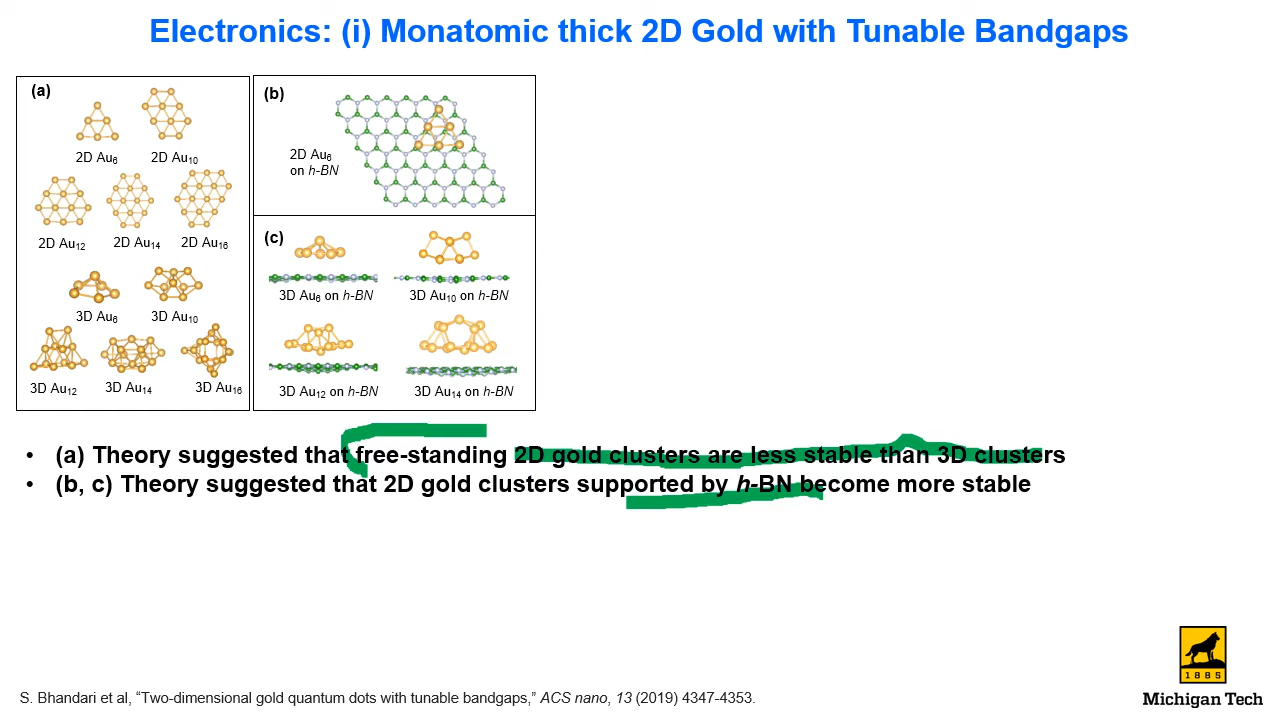 Electronics: (i) Monatomic thick 2D Gold with Tunable Bandgaps
(a)
2D Au6
2D Au10
2D Au12
2D Au14
2D Au16
3D Au6
3D Au10
3D Au12
3D Au14
3D Au16
(b)
2D Au6
on h-BN
(c)
3D Au6 on h-BN
3D Au10 on h-BN
3D Au12 on h-BN
3D Au14 on h-BN
• (a) Theory suggested that free-standing 2D gold clusters are less stable than 3D clusters
• (b, c) Theory suggested that 2D gold clusters supported by h-BN become more stable
1885
Michigan Tech
S. Bhandari et al, “Two-dimensional gold quantum dots with tunable bandgaps,” ACS nano, 13 (2019) 4347-4353.